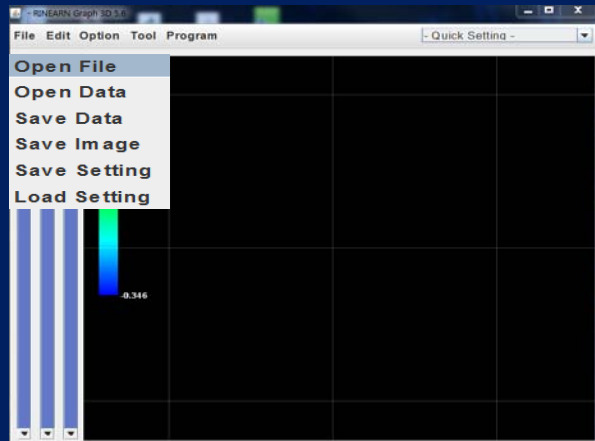 - RINEARN Graph 3D 5.6
File Edit Option Tool Program
- Quick Setting -
Open File
Open Data
Save Data
Save Image
Save Setting
Load Setting
-0.346